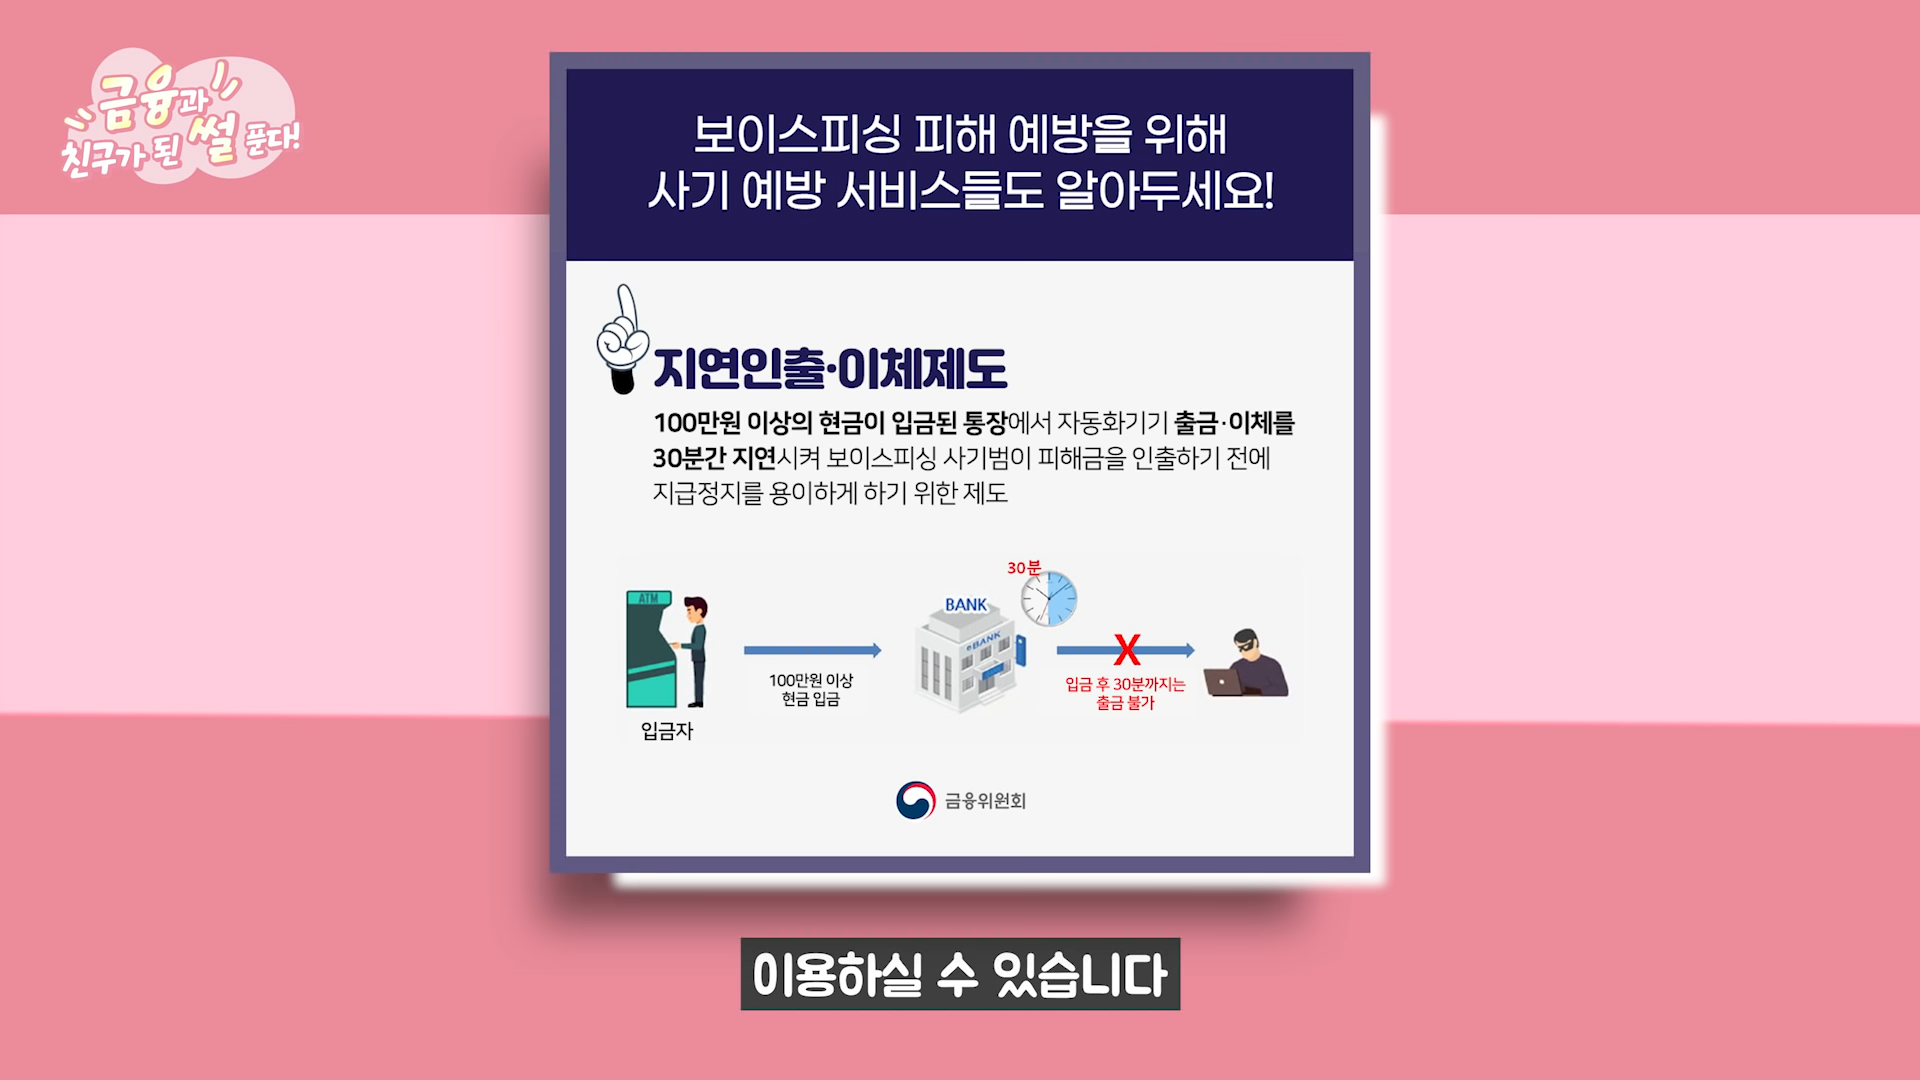 금융과
친구가 된 썰 푼다!
보이스피싱 피해 예방을 위해
사기 예방 서비스들도 알아두세요!
지연인출·이체제도
100만원 이상의 현금이 입금된 통장에서 자동화기기 출금·이체를
30분간 지연시켜 보이스피싱 사기범이 피해금을 인출하기 전에
지급정지를 용이하게 하기 위한 제도
30분
ATM
BANK
BANK
X
100만원 이상
현금 입금
입금 후 30분까지는
출금 불가
입금자
금융위원회
이용하실 수 있습니다